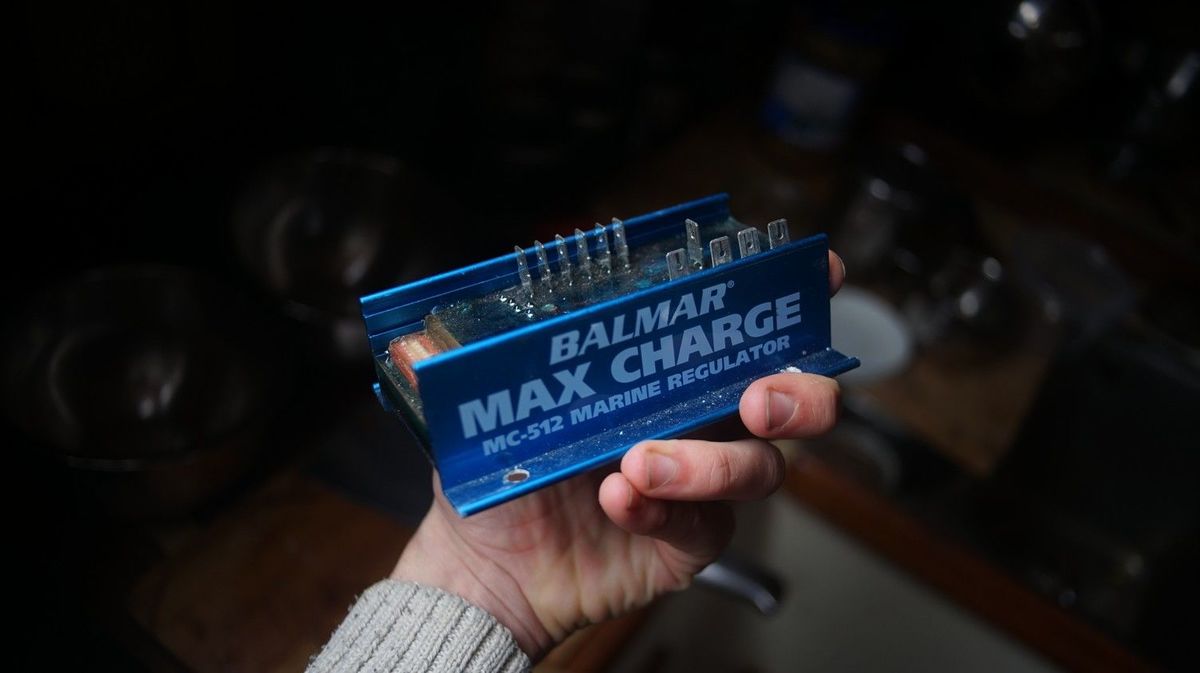 BALMAR®
MAX CHARGE
MC-512 MARINE REGULATOR